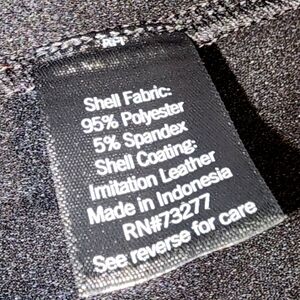 RPT
Shell Fabric:
95% Polyester
5% Spandex
Shell Coating:
Imitation Leather
Made in Indonesia
RN#73277
See reverse for care